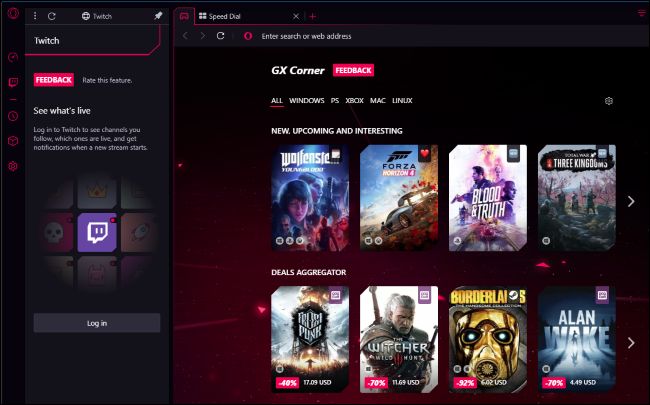 Twitch
Speed Dial
Enter search or web address
Twitch
FEEDBACK
Rate this feature.
See what's live
Log in to Twitch to see channels you
follow, which ones are live, and get
notifications when a new stream starts.
Log in
GX Corner
FEEDBACK
ALL WINDOWS PS XBOX MAC LINUX
NEW, UPCOMING AND INTERESTING
Wolfenstein
YOUNGBLOOD
FORZA
HORIZON 4
BLOOD
& TRUTH
TOTAL WAR
THREE KINGDOMS
DEALS AGGREGATOR
FROST
PUNK
THE
WITCHER
WILD HUNT
BORDERLANDS
THE HANDSOME COLLECTION
ALAN
WAKE
-40% 17.09 USD
-70% 11.69 USD
-92% 6.02 USD
-70% 4.49 USD